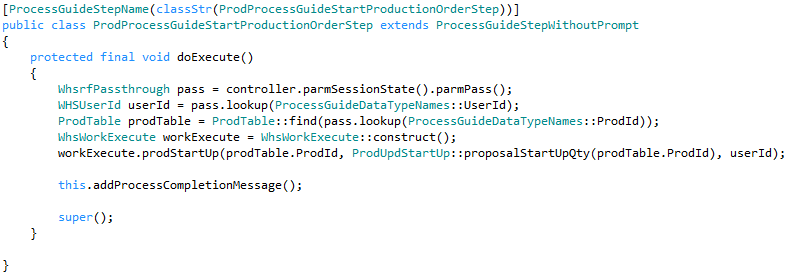 [ProcessGuideStepName(classStr(ProdProcessGuideStartProductionOrderStep))]
public class ProdProcessGuideStartProductionOrderStep extends ProcessGuideStepWithoutPrompt
{
    protected final void doExecute()
    {
        WhsrfPassthrough pass = controller.parmSessionState().parmPass();
        WHSUserId userId = pass.lookup(ProcessGuideDataTypeNames::UserId);
        ProdTable prodTable = ProdTable::find(pass.lookup(ProcessGuideDataTypeNames::ProdId));
        WhsWorkExecute workExecute = WhsWorkExecute::construct();
        workExecute.prodStartUp(prodTable.ProdId, ProdUpdStartUp::proposalStartUpQty(prodTable.ProdId), userId);
        this.addProcessCompletionMessage();
        super();
    }
}